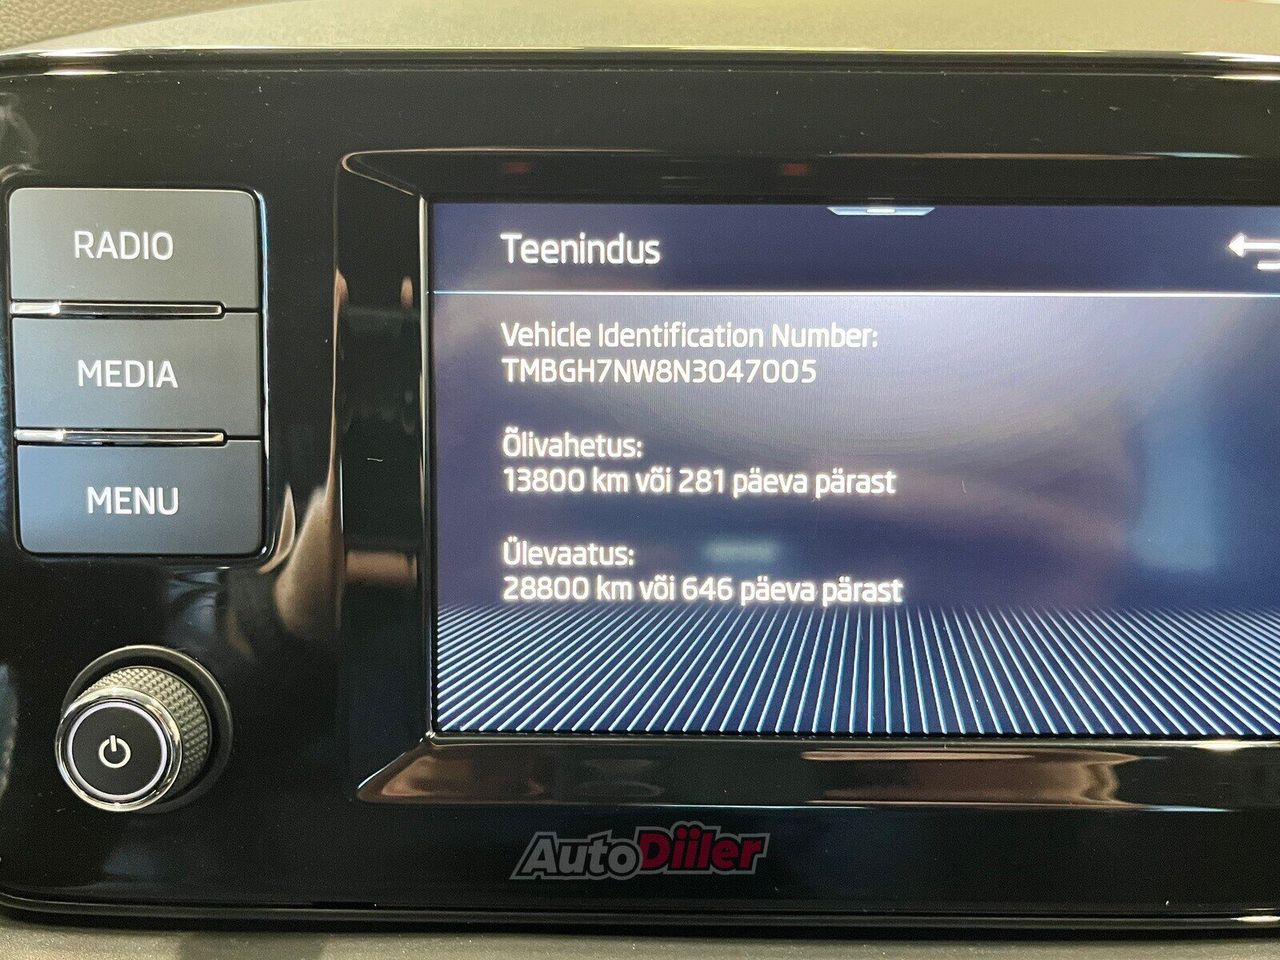 RADIO
MEDIA
MENU
Teenindus
Vehicle Identification Number:
TMBGH7NW8N3047005
Õlivahetus:
13800 km või 281 päeva pärast
Ülevaatus:
28800 km või 646 päeva pärast
AutoDiiler